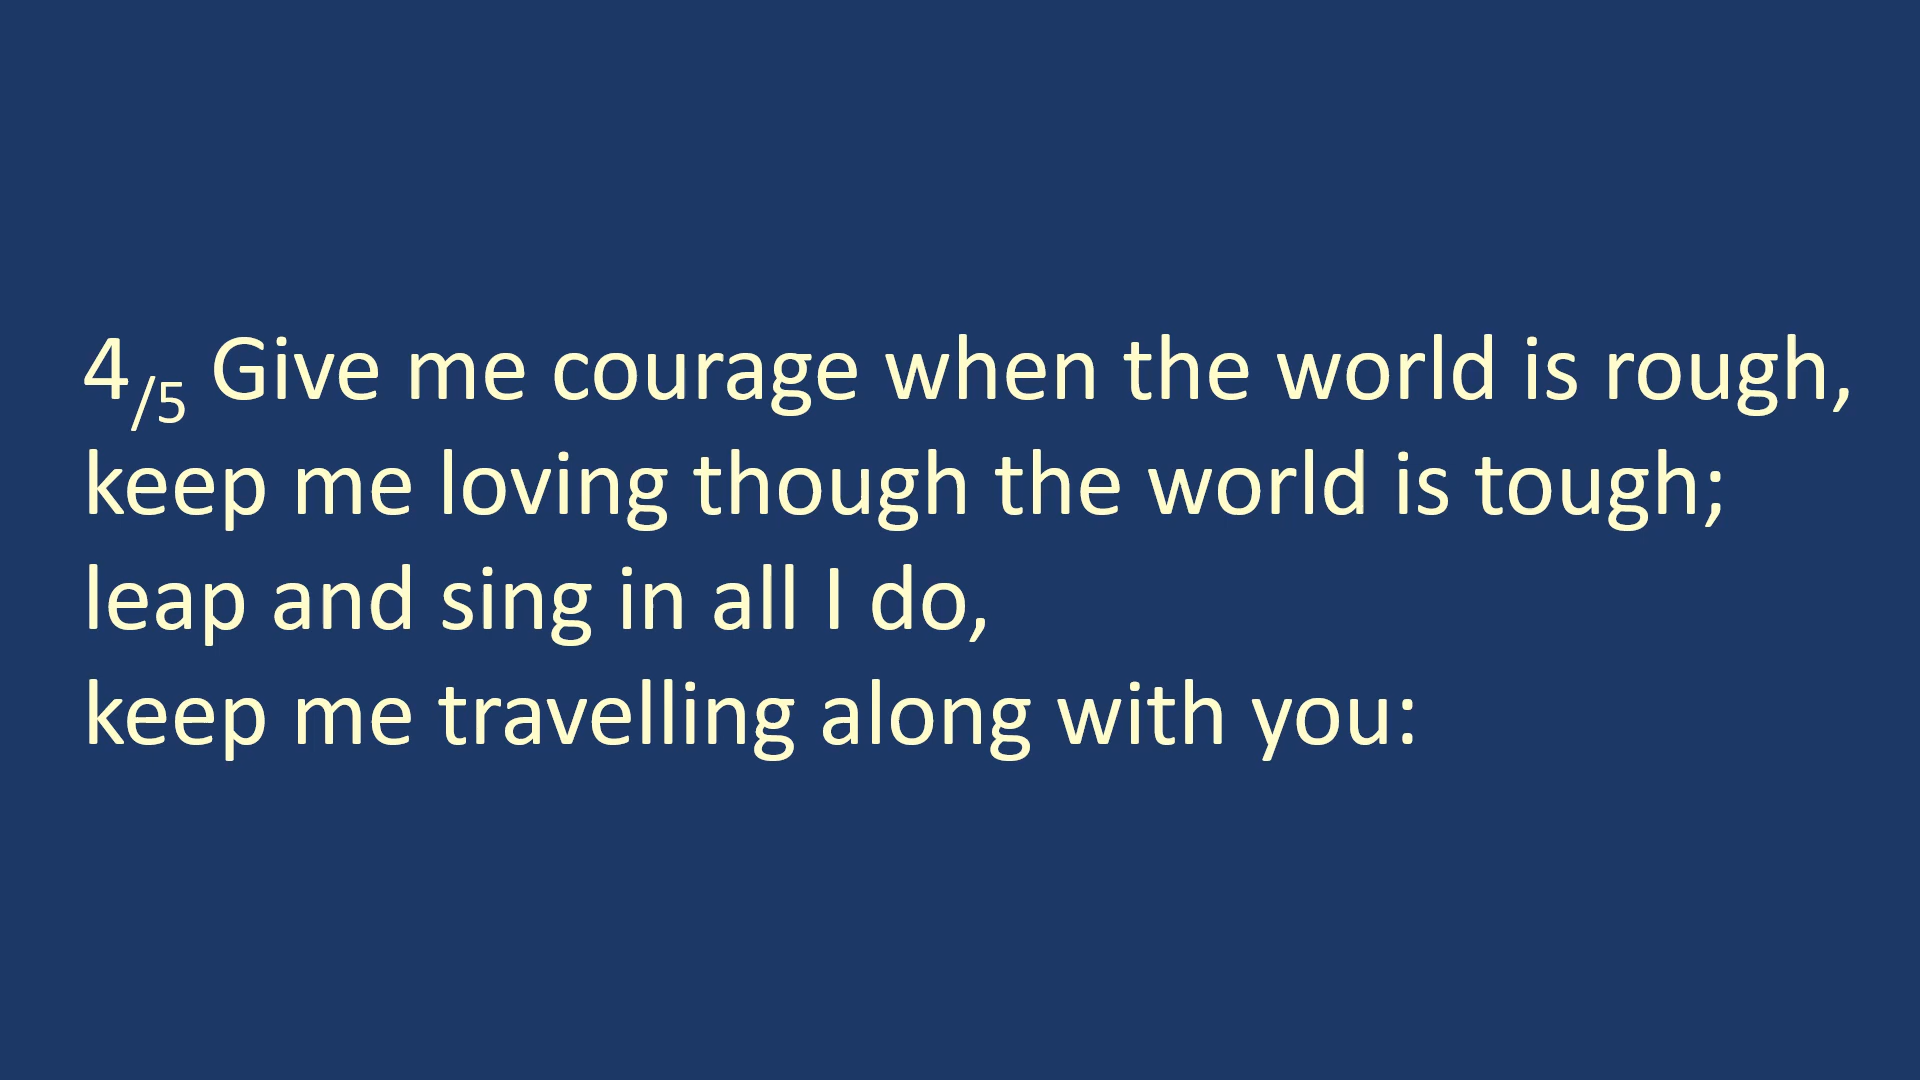 4/5 Give me courage when the world is rough,
keep me loving though the world is tough;
leap and sing in all I do,
keep me travelling along with you: